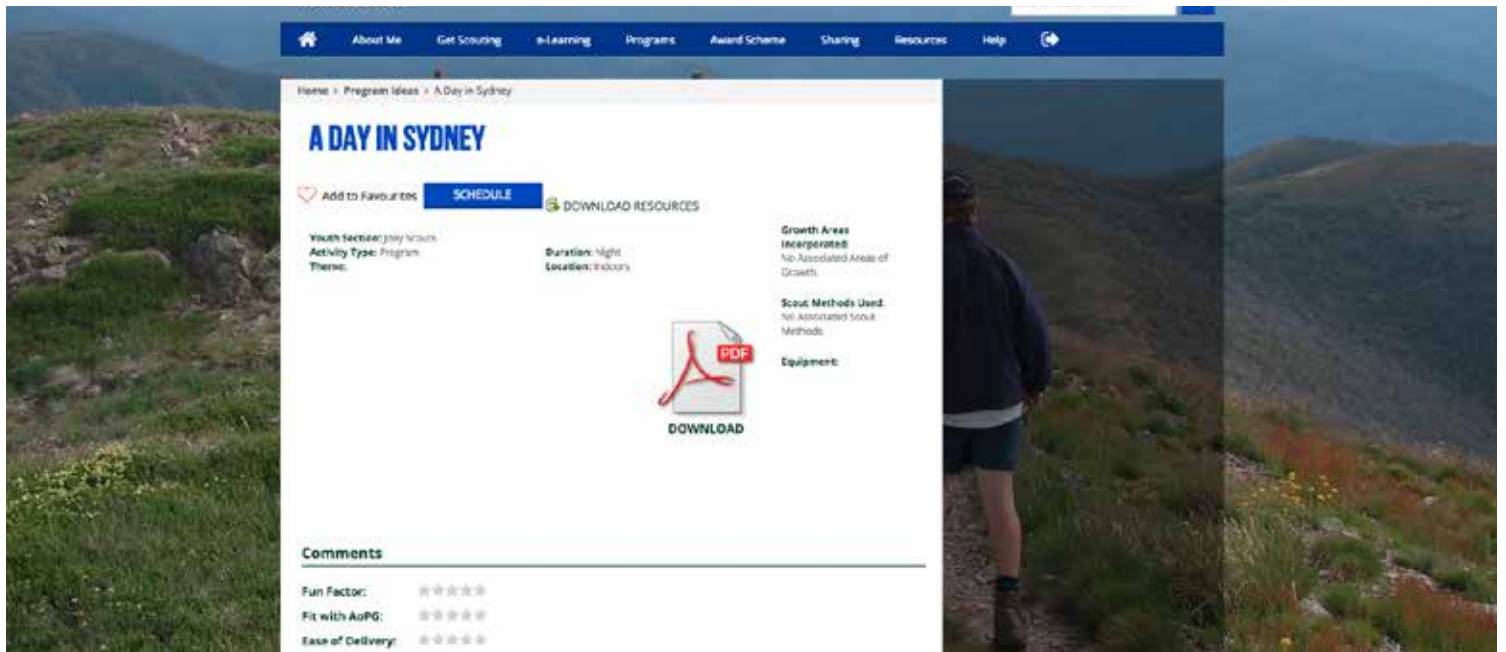 About Me Get Scouting e-Learning Programs Award Scheme Sharing Resources Help
Home > Program Ideas > A Day in Sydney
A DAY IN SYDNEY
Add to Favourites SCHEDULE DOWNLOAD RESOURCES
Youth Section: Joey Scouts
Activity Type: Program
Theme:
Duration: Night
Location: Indoors
Growth Areas
Incorporated:
No Associated Areas of
Growth.
Scout Methods Used:
No Associated Scout
Methods.
Equipment:
PDF
DOWNLOAD
Comments
Fun Factor:
Fit with AoPG:
Ease of Delivery: